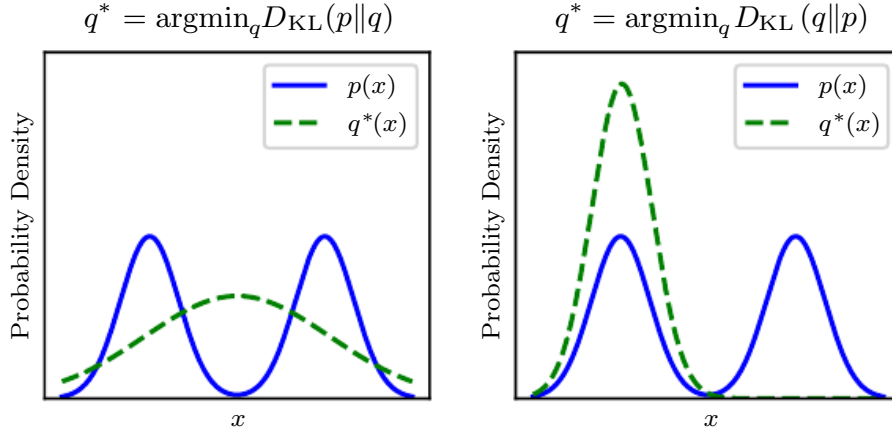 q* = argmin_q D_KL(p‖q)
p(x)
q*(x)
Probability Density
x
q* = argmin_q D_KL (q‖p)
p(x)
q*(x)
Probability Density
x